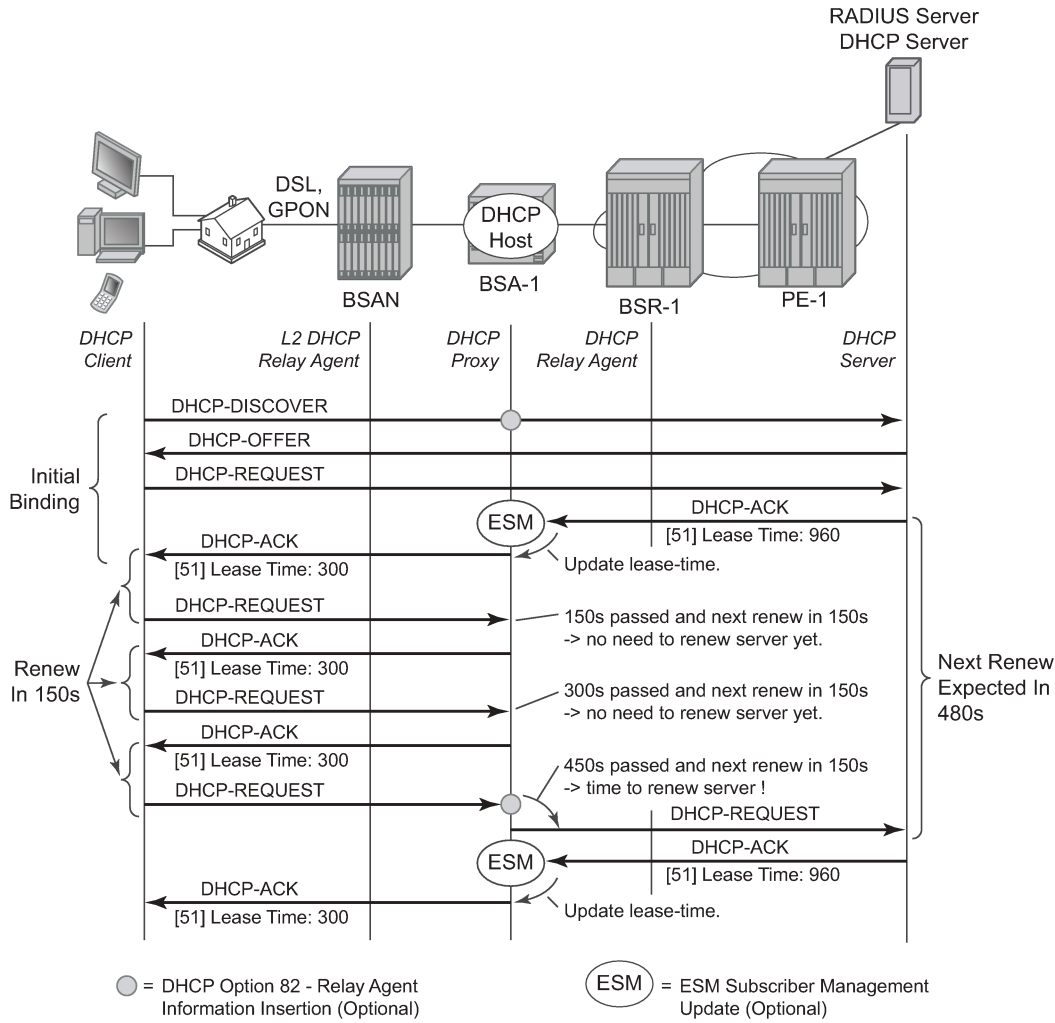 RADIUS Server
DHCP Server
DSL,
GPON
DHCP
Host
BSAN
BSA-1
BSR-1
PE-1
DHCP
Client
L2 DHCP
Relay Agent
DHCP
Proxy
DHCP
Relay Agent
DHCP
Server
DHCP-DISCOVER
DHCP-OFFER
DHCP-REQUEST
Initial
Binding
DHCP-ACK
ESM
[51] Lease Time: 960
DHCP-ACK
[51] Lease Time: 300
Update lease-time.
DHCP-REQUEST
150s passed and next renew in 150s
-> no need to renew server yet.
DHCP-ACK
[51] Lease Time: 300
Renew
In 150s
DHCP-REQUEST
300s passed and next renew in 150s
-> no need to renew server yet.
Next Renew
Expected In
480s
DHCP-ACK
[51] Lease Time: 300
DHCP-REQUEST
450s passed and next renew in 150s
-> time to renew server !
DHCP-REQUEST
DHCP-ACK
ESM
[51] Lease Time: 960
DHCP-ACK
[51] Lease Time: 300
Update lease-time.
= DHCP Option 82 - Relay Agent
Information Insertion (Optional)
ESM
= ESM Subscriber Management
Update (Optional)